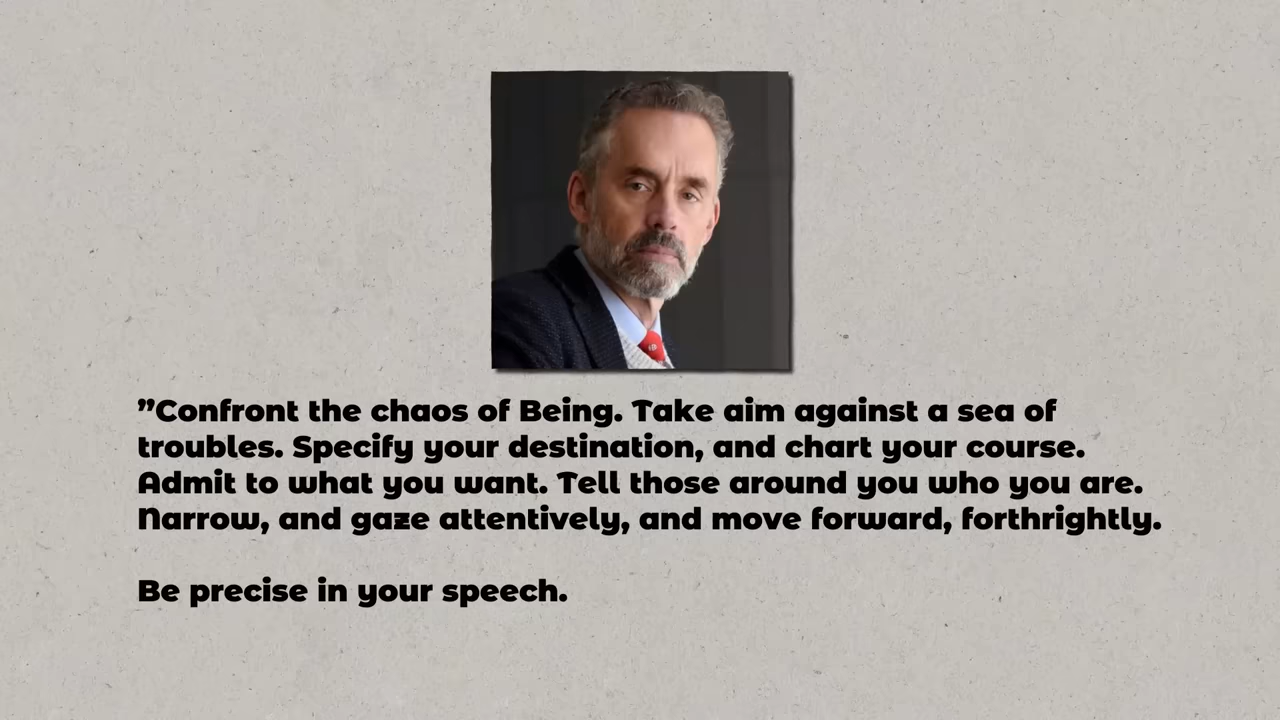 ”Confront the chaos of Being. Take aim against a sea of
troubles. Specify your destination, and chart your course.
Admit to what you want. Tell those around you who you are.
Narrow, and gaze attentively, and move forward, forthrightly.
Be precise in your speech.